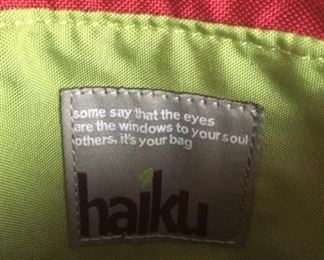 some say that the eyes
are the windows to your soul
others, it's your bag
haiku